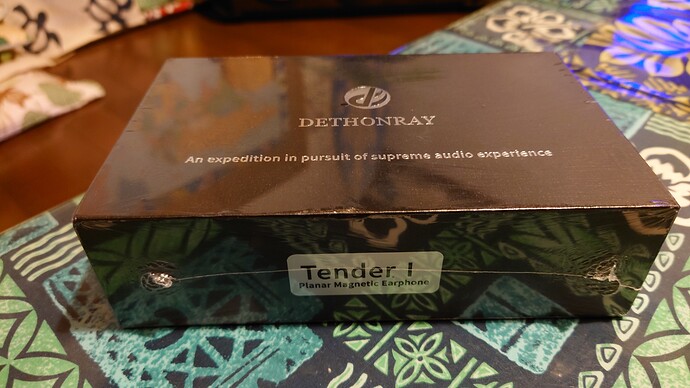 DETHONRAY
An expedition in pursuit of supreme audio experience
Tender I
Planar Magnetic Earphone